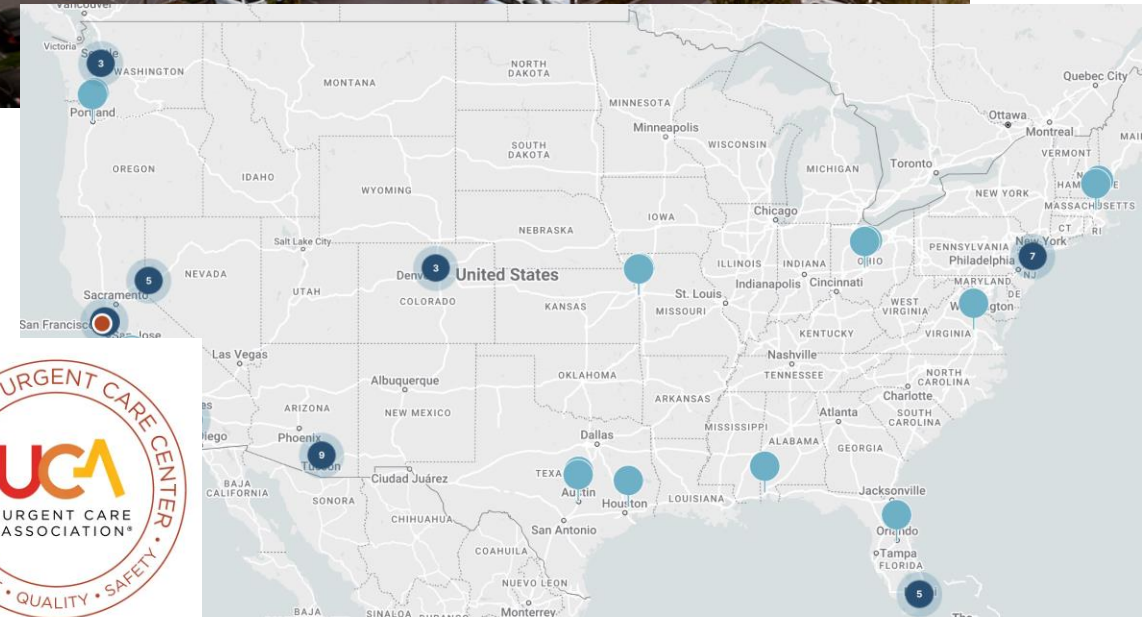 Vancouver
Victoria
3
WASHINGTON
MONTANA
NORTH
DAKOTA
Quebec City
MINNESOTA
Ottawa
Montreal
Minneapolis
WISCONSIN
VERMONT
OREGON
IDAHO
SOUTH
DAKOTA
MICHIGAN
Toronto
WYOMING
NEW YORK
MASSACHUSETTS
IOWA
Chicago
CT
RI
NEBRASKA
Salt Lake City
PENNSYLVANIA
New York
Philadelphia
7
NJ
5
NEVADA
3
United States
ILLINOIS
INDIANA
OHIO
Indianapolis
Cincinnati
MARYLAND
DE
Sacramento
UTAH
COLORADO
KANSAS
St. Louis
MISSOURI
WEST
VIRGINIA
San Francisco
San Jose
KENTUCKY
VIRGINIA
Las Vegas
Nashville
TENNESSEE
OKLAHOMA
NORTH
CAROLINA
Charlotte
Albuquerque
ARKANSAS
ARIZONA
NEW MEXICO
Atlanta
SOUTH
CAROLINA
MISSISSIPPI
Phoenix
Dallas
ALABAMA
GEORGIA
9
Tucson
Ciudad Juárez
Austin
Houston
LOUISIANA
Jacksonville
BAJA
CALIFORNIA
SONORA
CHIHUAHUA
San Antonio
Orlando
COAHUILA
Tampa
FLORIDA
NUEVO LEON
5
BAJA
SINALOA
DURANGO
Monterrey
The
URGENT CARE CENTER
UCA
URGENT CARE
ASSOCIATION®
QUALITY • SAFETY